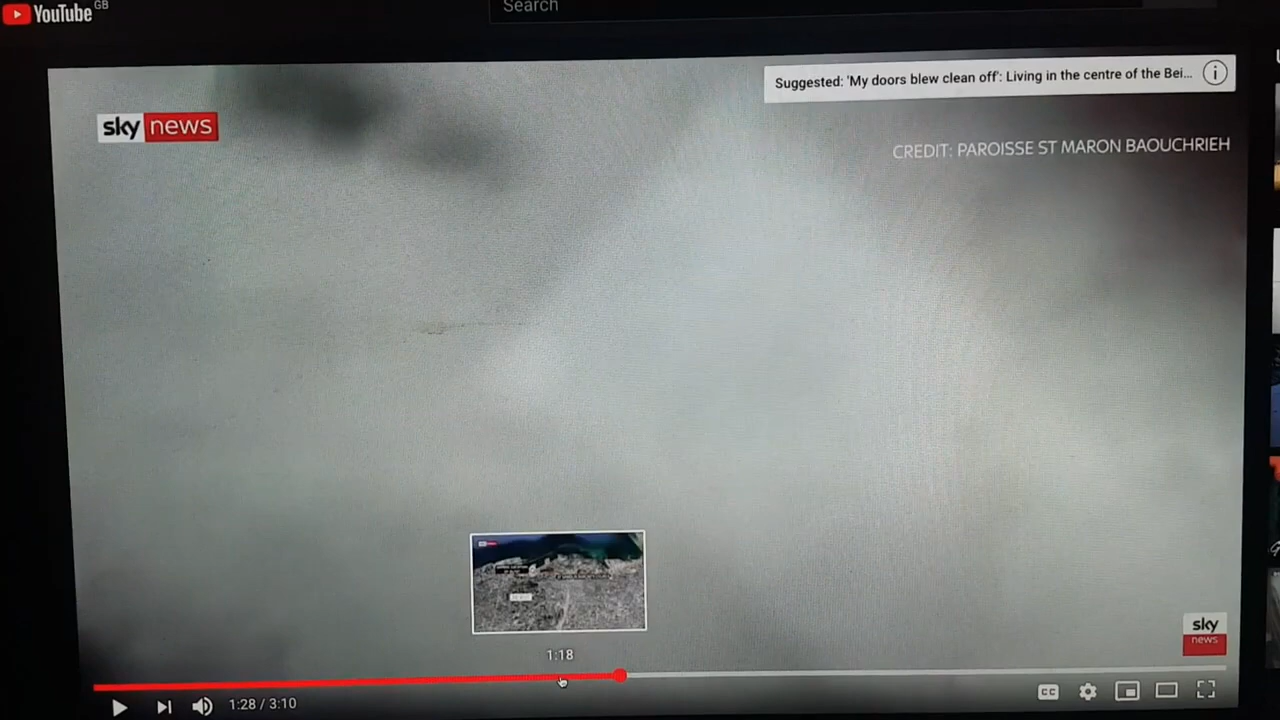 YouTube GB
Search
Suggested: 'My doors blew clean off': Living in the centre of the Bei...
sky news
CREDIT: PAROISSE ST MARON BAOUCHRIEH
1:18
sky
news
1:28 / 3:10
CC